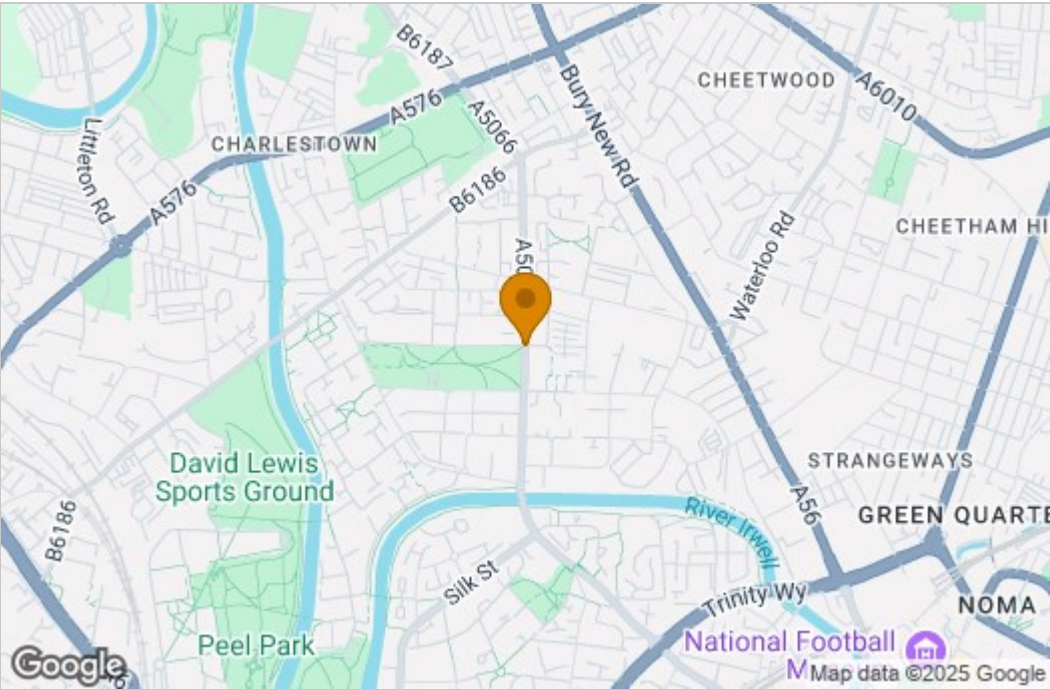 B6187
CHEETWOOD
A6010
A576
A5066
Bury New Rd
CHARLESTOWN
Littleton Rd
B6186
A576
CHEETHAM HI
A50
Waterloo Rd
David Lewis
Sports Ground
STRANGEWAYS
A56
GREEN QUARTE
B6186
River Irwell
Silk St
Trinity Wy
NOMA
Peel Park
National Football
M
Google
6
Map data ©2025 Google